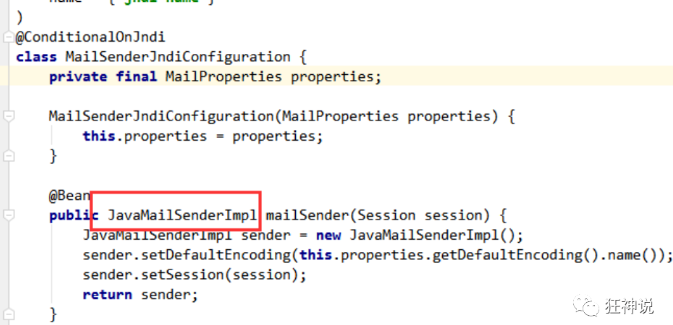 name = {"jndi-name"}
)
@ConditionalOnJndi
class MailSenderJndiConfiguration {
    private final MailProperties properties;
    MailSenderJndiConfiguration(MailProperties properties) {
        this.properties = properties;
    }
    @Bean
    public JavaMailSenderImpl mailSender(Session session) {
        JavaMailSenderImpl sender = new JavaMailSenderImpl();
        sender.setDefaultEncoding(this.properties.getDefaultEncoding().name());
        sender.setSession(session);
        return sender;
    }
狂神说